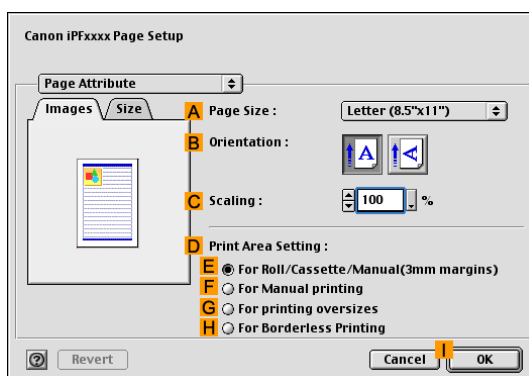 Canon iPFxxxx Page Setup
Page Attribute
Images Size
A Page Size : Letter (8.5"x11")
B Orientation : A A
C Scaling : 100 %
D Print Area Setting :
E For Roll/Cassette/Manual(3mm margins)
F For Manual printing
G For printing oversizes
H For Borderless Printing
? Revert Cancel I OK